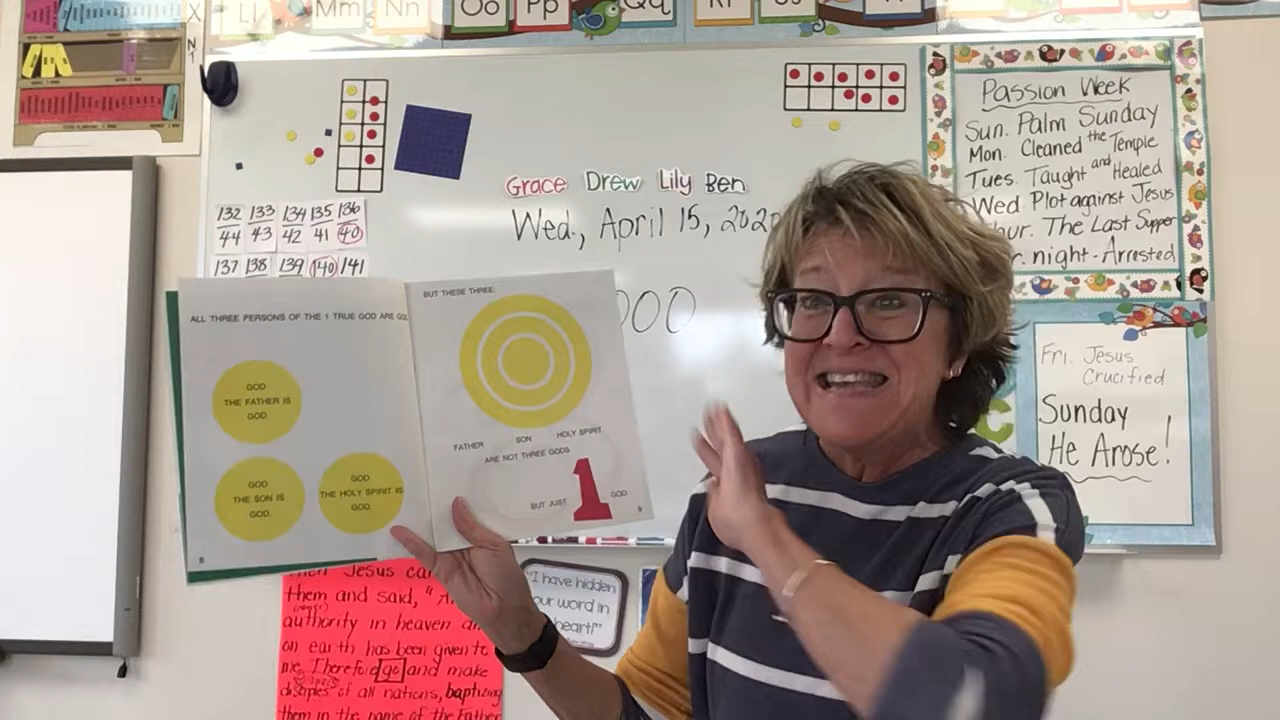 Ll Mm Nn Oo Pp Qq
Grace Drew Lily Ben
Wed., April 15, 2020
132 133 134 135 136
44 43 42 41 40
137 138 139 140 141
000
Passion Week
Sun. Palm Sunday
Mon. Cleaned the Temple
Tues. Taught and Healed
Wed Plot against Jesus
The Last Supper
night - Arrested
Fri. Jesus
Crucified
Sunday
He Arose!
ALL THREE PERSONS OF THE 1 TRUE GOD ARE
GOD
THE FATHER IS
GOD.
GOD
THE SON IS
GOD.
GOD
THE HOLY SPIRIT IS
GOD.
8
BUT THESE THREE:
FATHER SON HOLY SPIRIT
ARE NOT THREE GODS
BUT JUST 1 GOD
9
Jesus
them and said, "
authority in heaven
on earth has been given to
me. Therefore go and make
disciples of all nations, baptizing
them in the name of the Father
"I have hidden
your word in
heart!"